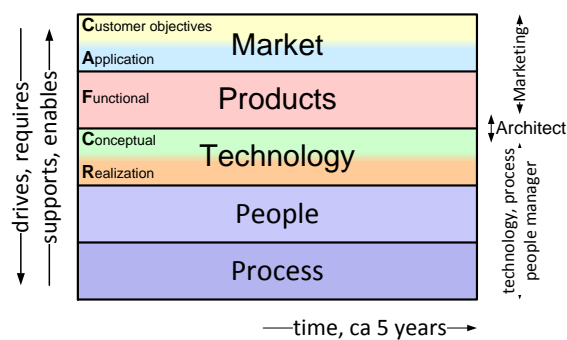 drives, requires
supports, enables
Customer objectives
Market
Application
Functional
Products
Conceptual
Technology
Realization
People
Process
Marketing
Architect
technology, process
people manager
time, ca 5 years